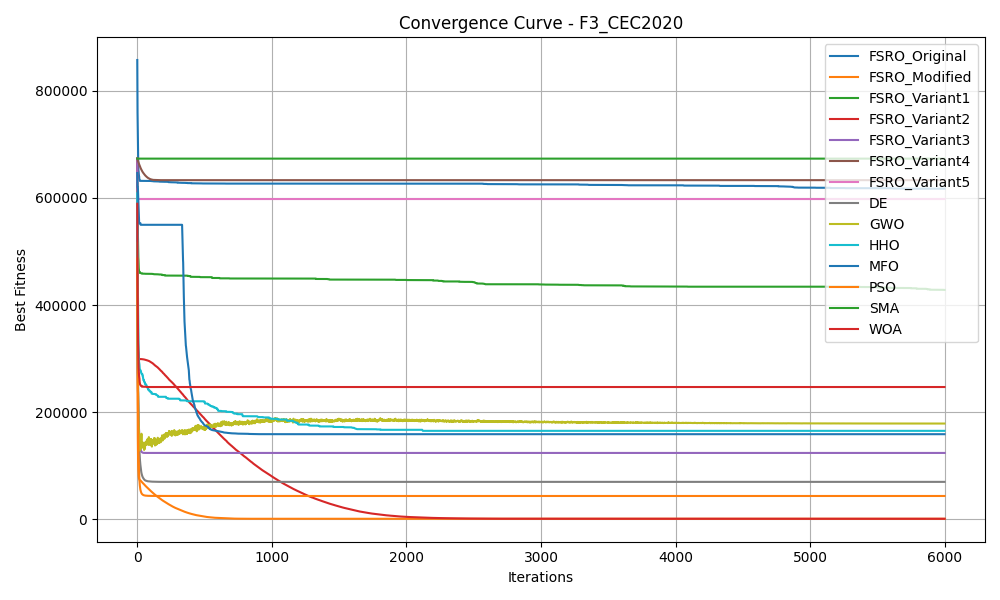 Convergence Curve - F3_CEC2020
Best Fitness
800000
600000
400000
200000
0
0
1000
2000
3000
4000
5000
6000
Iterations
FSRO_Original
FSRO_Modified
FSRO_Variant1
FSRO_Variant2
FSRO_Variant3
FSRO_Variant4
FSRO_Variant5
DE
GWO
HHO
MFO
PSO
SMA
WOA